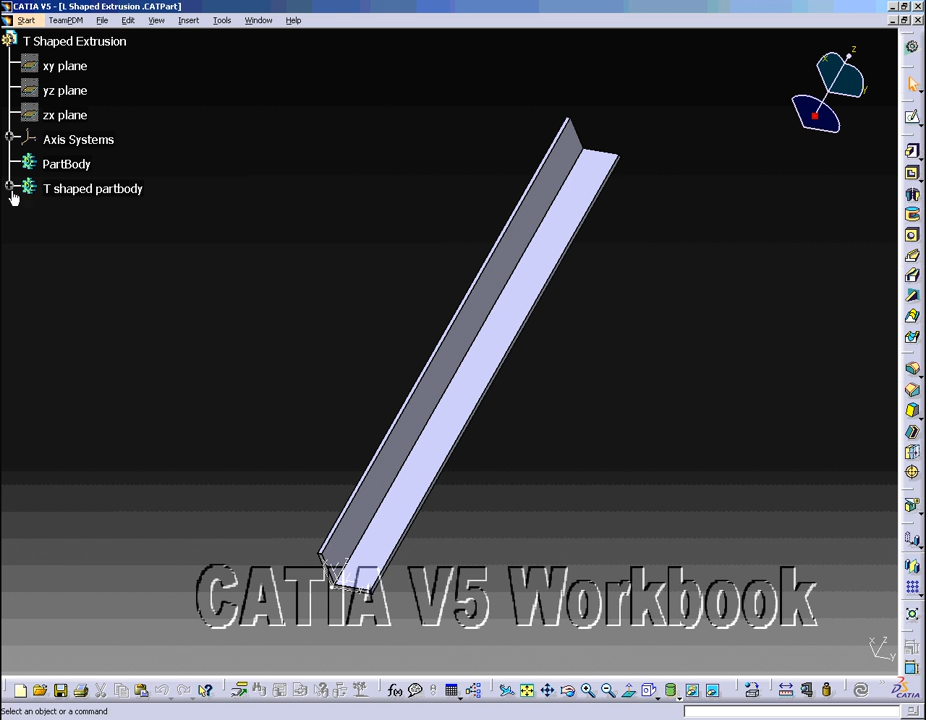 CATIA V5 - [L Shaped Extrusion .CATPart]
Start TeamPDM File Edit View Insert Tools Window Help
T Shaped Extrusion
xy plane
yz plane
zx plane
Axis Systems
PartBody
T shaped partbody
z
x
y
CATIA V5 Workbook
x z
y
f(x)
CATIA
Select an object or a command